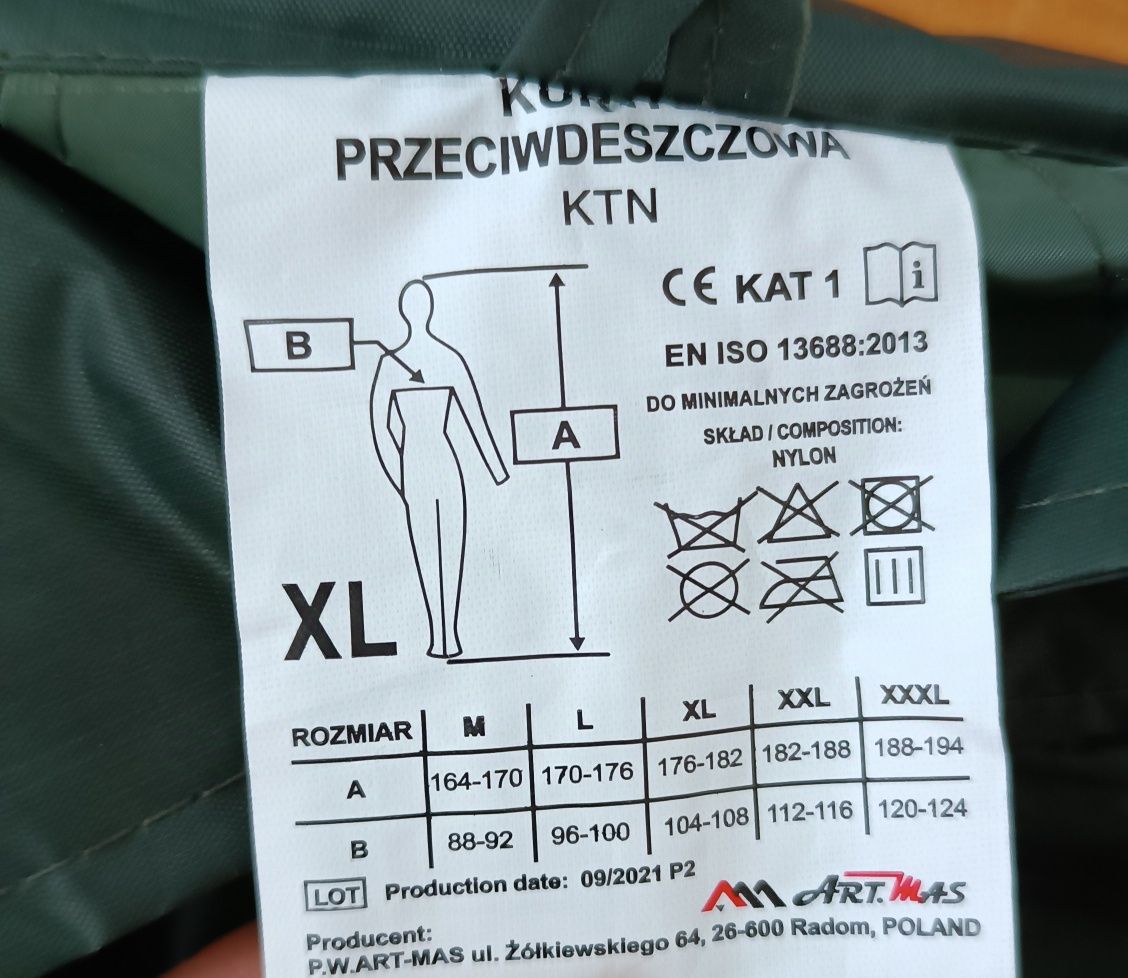 PRZECIWDESZCZOWA
KTN
CE KAT 1
i
EN ISO 13688:2013
DO MINIMALNYCH ZAGROŻEŃ
SKŁAD / COMPOSITION:
NYLON
B
A
XL
ROZMIAR M L XL XXL XXXL
A 164-170 170-176 176-182 182-188 188-194
B 88-92 96-100 104-108 112-116 120-124
LOT Production date: 09/2021 P2
ART.MAS
Producent:
P.W.ART-MAS ul. Żółkiewskiego 64, 26-600 Radom, POLAND